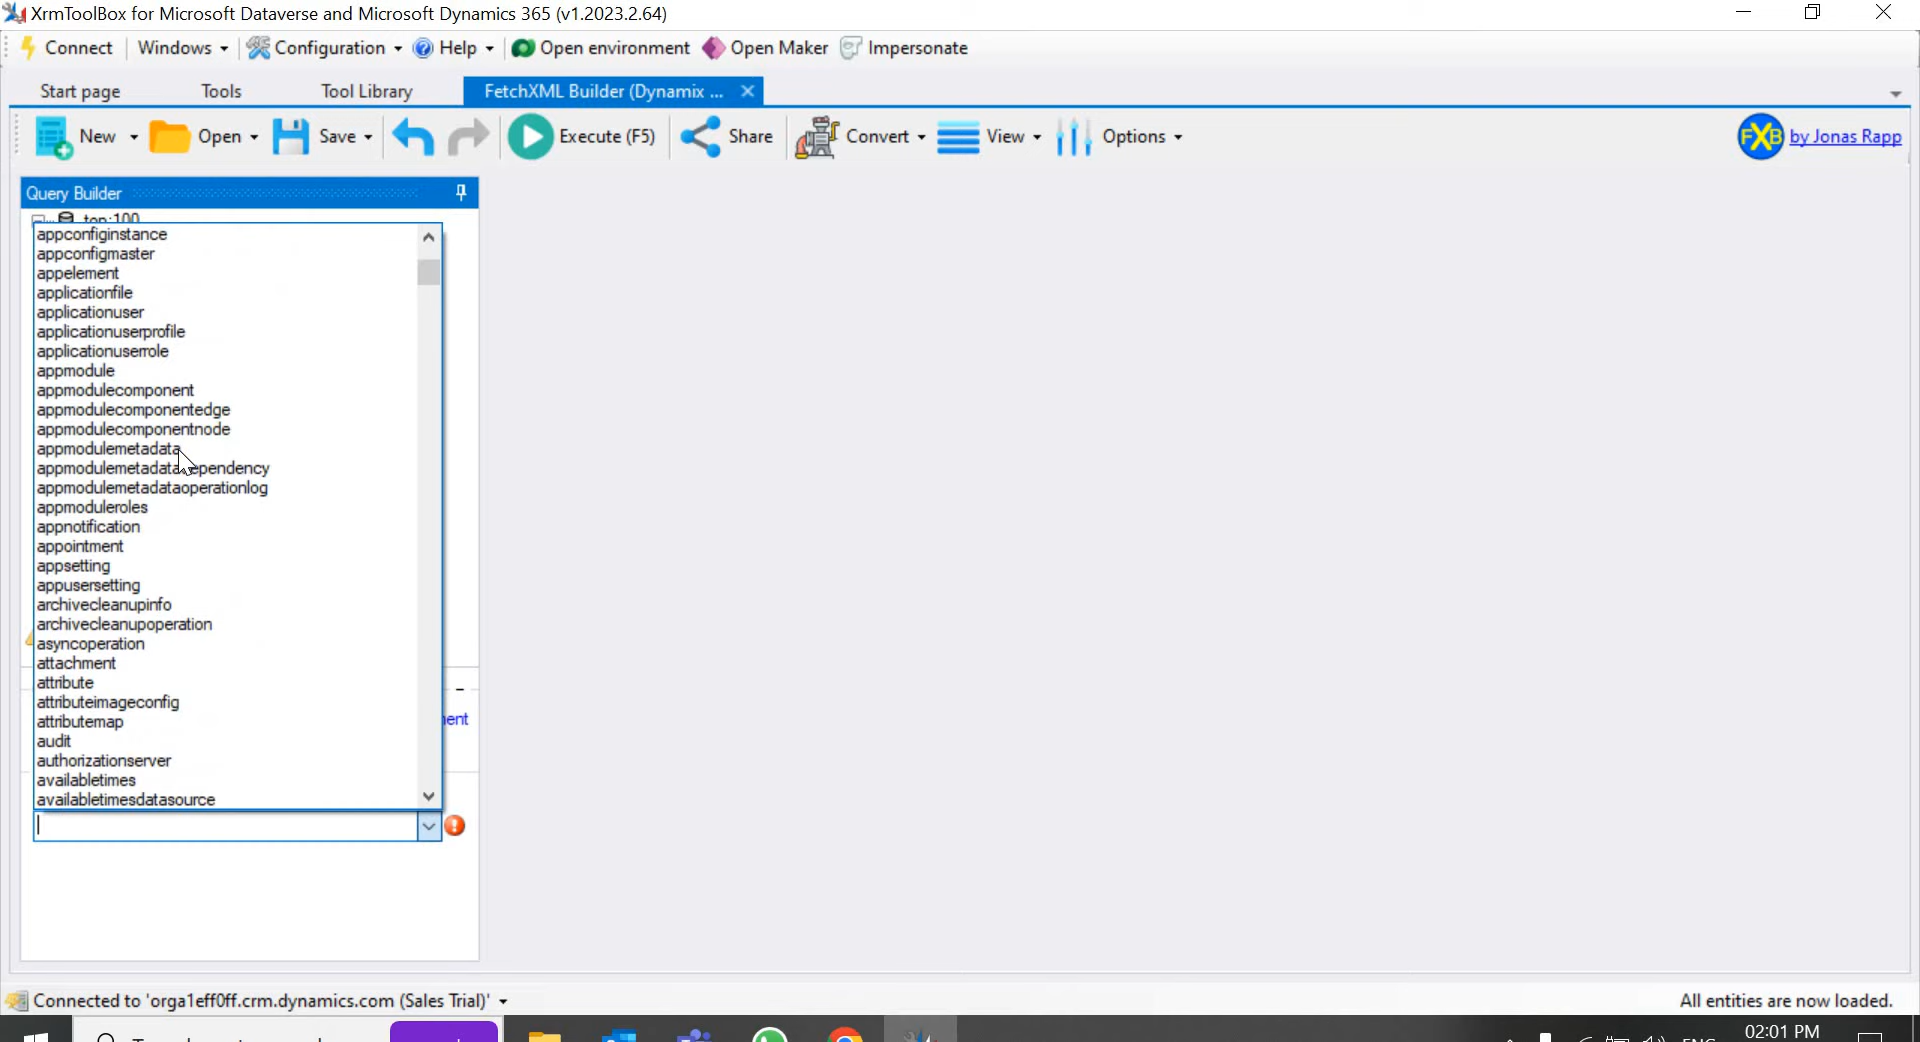 XrmToolBox for Microsoft Dataverse and Microsoft Dynamics 365 (v1.2023.2.64)
Connect Windows Configuration Help Open environment Open Maker Impersonate
Start page Tools Tool Library FetchXML Builder (Dynamix ...
New Open Save Execute (F5) Share Convert View Options FXB by Jonas Rapp
Query Builder
top:100
appconfiginstance
appconfigmaster
appelement
applicationfile
applicationuser
applicationuserprofile
applicationuserrole
appmodule
appmodulecomponent
appmodulecomponentedge
appmodulecomponentnode
appmodulemetadata
appmodulemetadatadependency
appmodulemetadataoperationlog
appmoduleroles
appnotification
appointment
appsetting
appusersetting
archivecleanupinfo
archivecleanupoperation
asyncoperation
attachment
attribute
attributeimageconfig
attributemap
audit
authorizationserver
availabletimes
availabletimesdatasource
Connected to 'orga1eff0ff.crm.dynamics.com (Sales Trial)' All entities are now loaded.
02:01 PM